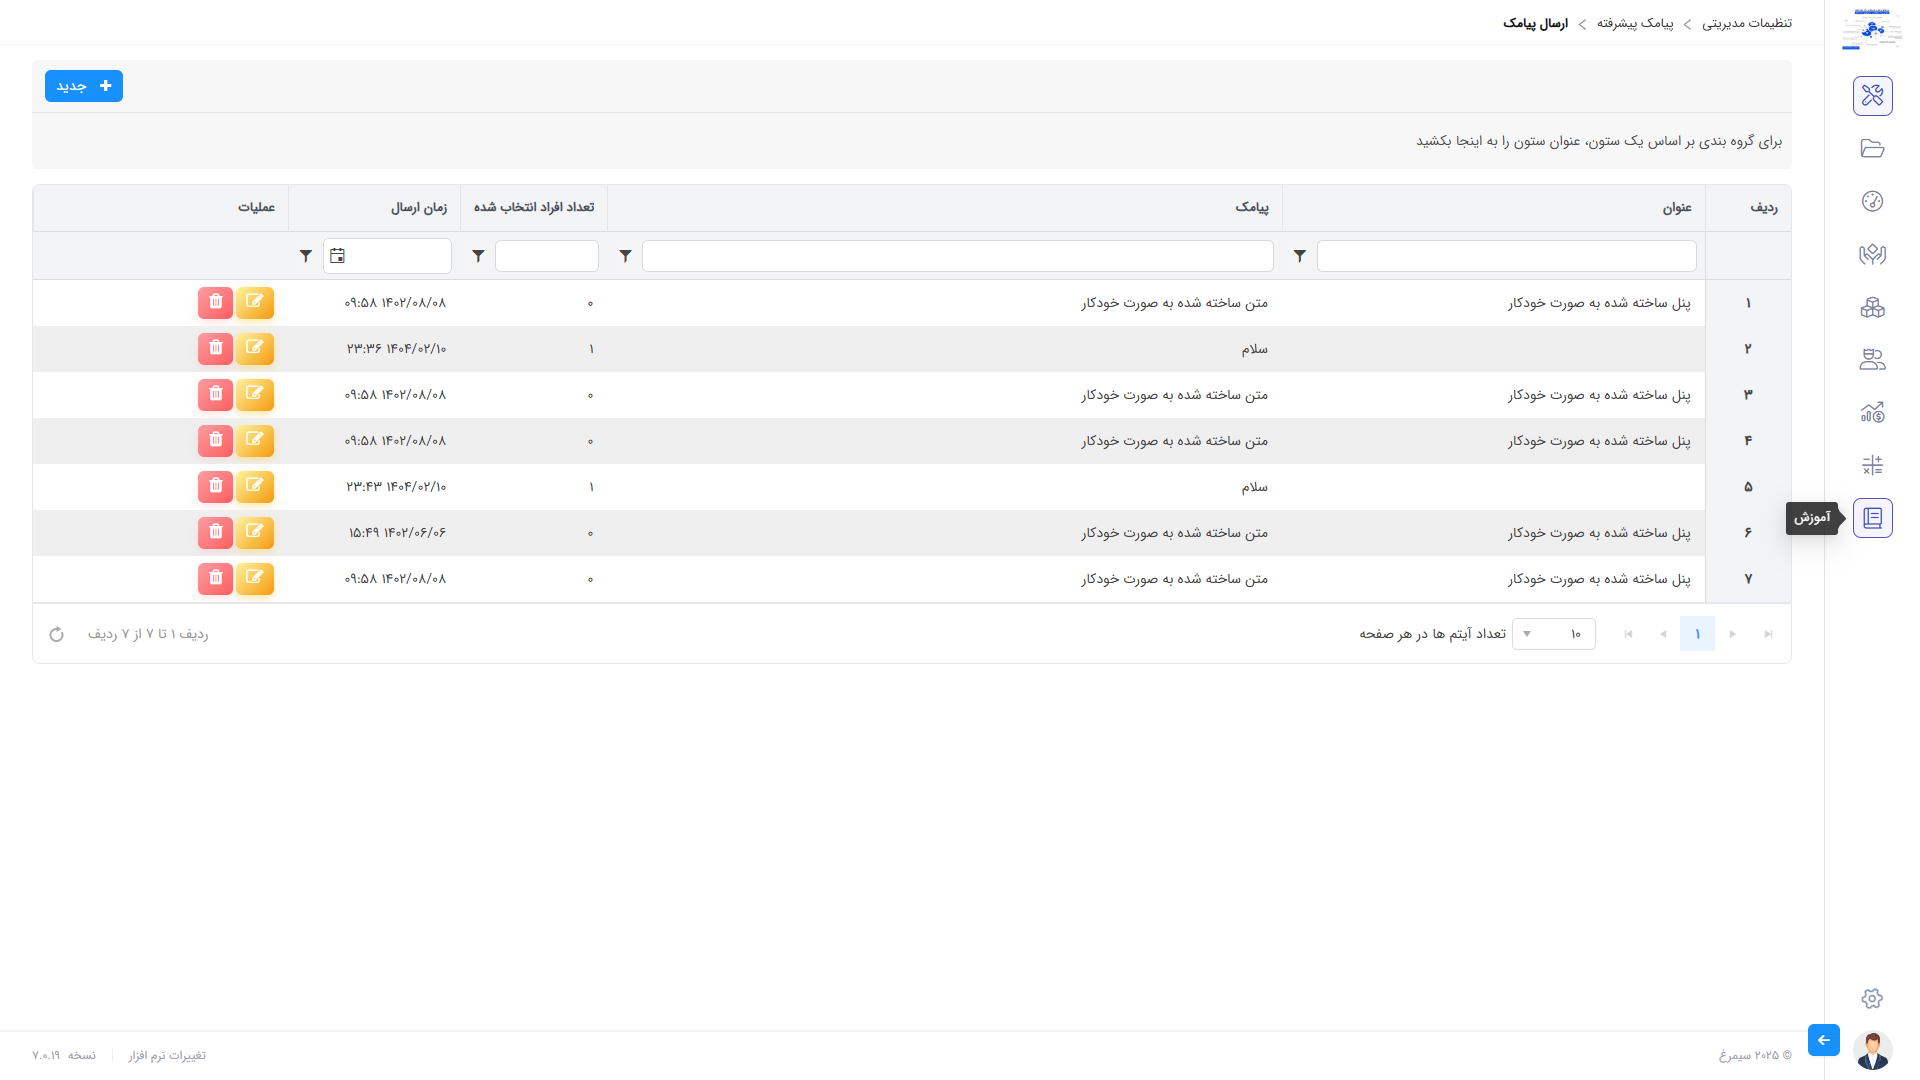 تنظیمات مدیریتی > پیامک پیشرفته > ارسال پیامک
جدید
برای گروه بندی بر اساس یک ستون، عنوان ستون را به اینجا بکشید
ردیف عنوان پیامک تعداد افراد انتخاب شده زمان ارسال عملیات
۱ پنل ساخته شده به صورت خودکار متن ساخته شده به صورت خودکار ۰ ۱۴۰۲/۰۸/۰۸ ۰۹:۵۸
۲ سلام ۱ ۱۴۰۴/۰۲/۱۰ ۲۳:۳۶
۳ پنل ساخته شده به صورت خودکار متن ساخته شده به صورت خودکار ۰ ۱۴۰۲/۰۸/۰۸ ۰۹:۵۸
۴ پنل ساخته شده به صورت خودکار متن ساخته شده به صورت خودکار ۰ ۱۴۰۲/۰۸/۰۸ ۰۹:۵۸
۵ سلام ۱ ۱۴۰۴/۰۲/۱۰ ۲۳:۴۳
۶ پنل ساخته شده به صورت خودکار متن ساخته شده به صورت خودکار ۰ ۱۴۰۲/۰۶/۰۶ ۱۵:۴۹
۷ پنل ساخته شده به صورت خودکار متن ساخته شده به صورت خودکار ۰ ۱۴۰۲/۰۸/۰۸ ۰۹:۵۸
آموزش
۱ ۱۰ تعداد آیتم ها در هر صفحه ردیف ۱ تا ۷ از ۷ ردیف
© ۲۰۲۵ سیمرغ تغییرات نرم افزار نسخه ۷.۰.۱۹